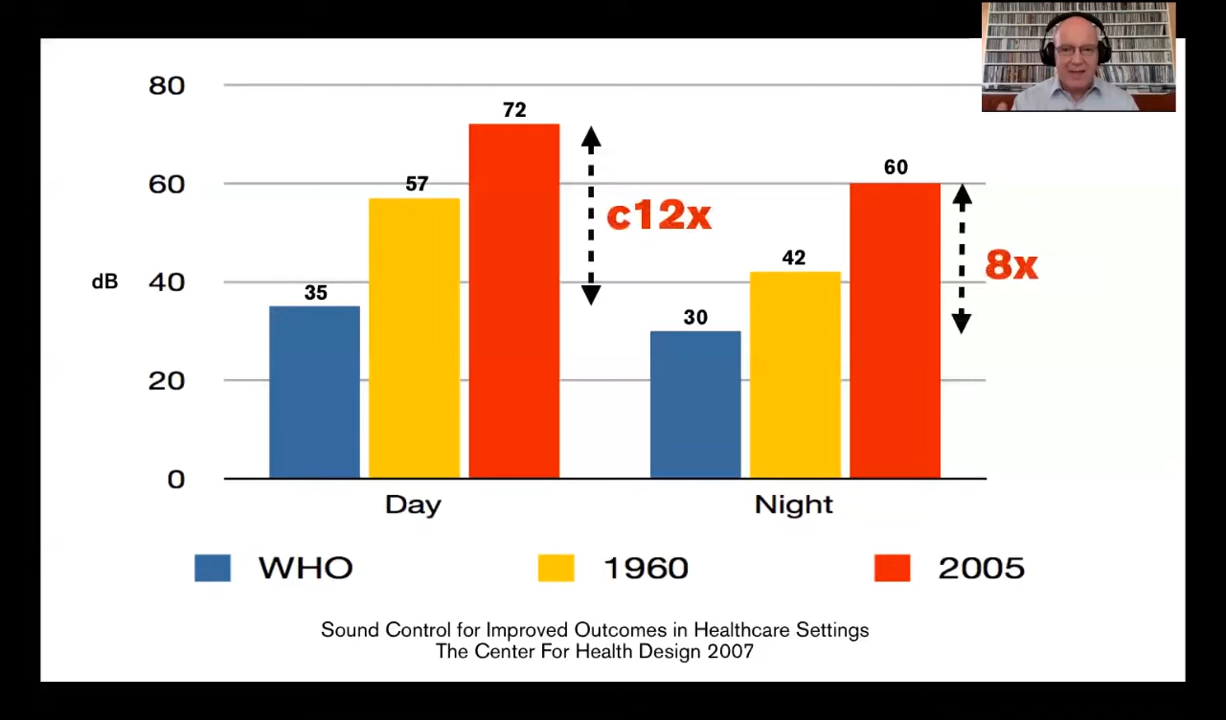 80
72
60
57
60
c12x
42
8x
dB
40
35
30
20
0
Day
Night
WHO
1960
2005
Sound Control for Improved Outcomes in Healthcare Settings
The Center For Health Design 2007